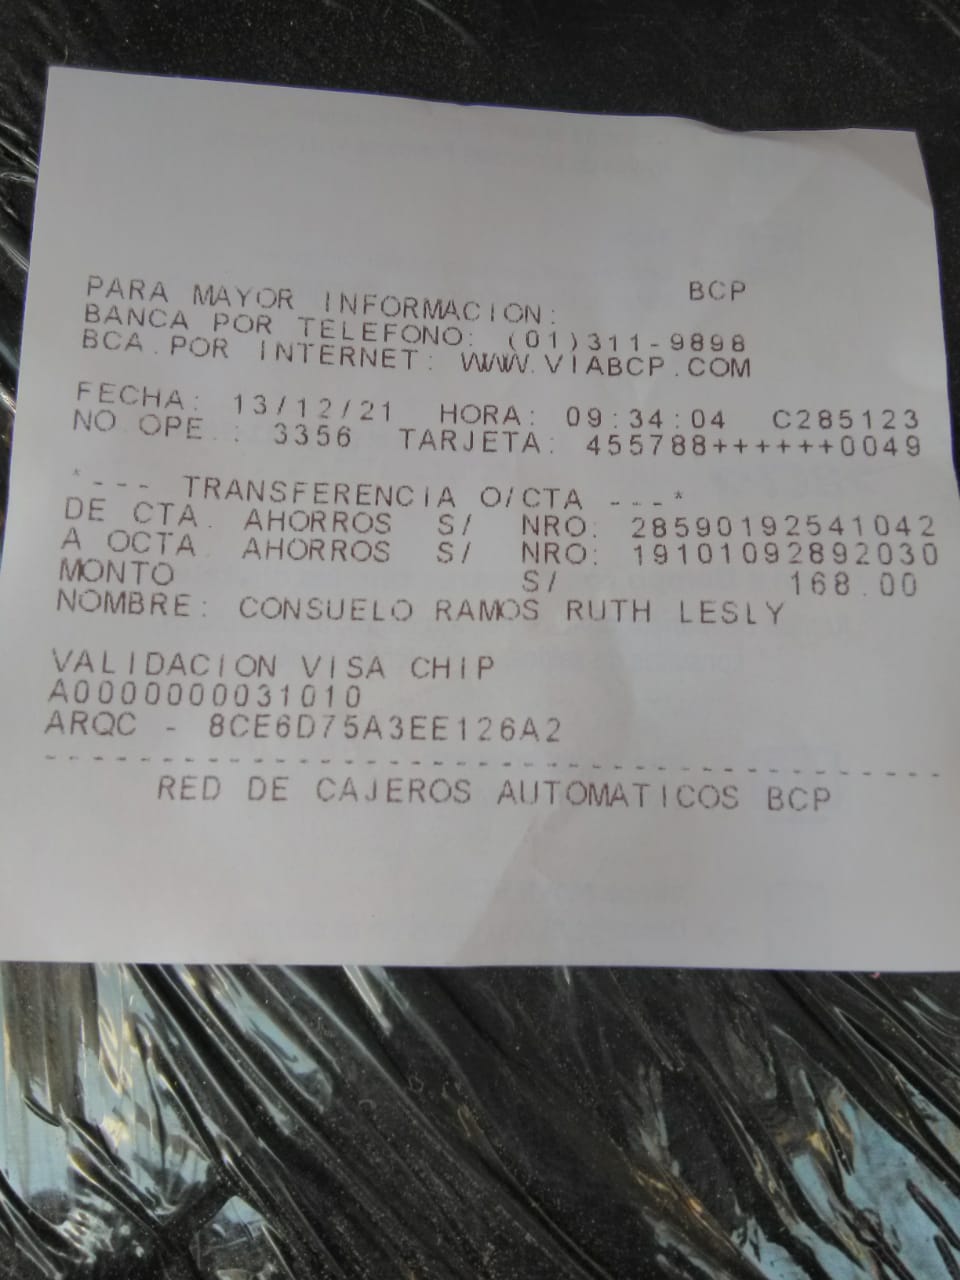 BCP
PARA MAYOR INFORMACION:
BANCA POR TELEFONO: (01)311-9898
BCA.POR INTERNET: WWW.VIABCP.COM
FECHA: 13/12/21 HORA: 09:34:04 C285123
NO OPE.: 3356 TARJETA: 455788++++++0049
*--- TRANSFERENCIA O/CTA ---*
DE CTA. AHORROS S/ NRO: 28590192541042
A OCTA AHORROS S/ NRO: 19101092892030
MONTO S/ 168.00
NOMBRE: CONSUELO RAMOS RUTH LESLY
VALIDACION VISA CHIP
A0000000031010
ARQC - 8CE6D75A3EE126A2
RED DE CAJEROS AUTOMATICOS BCP